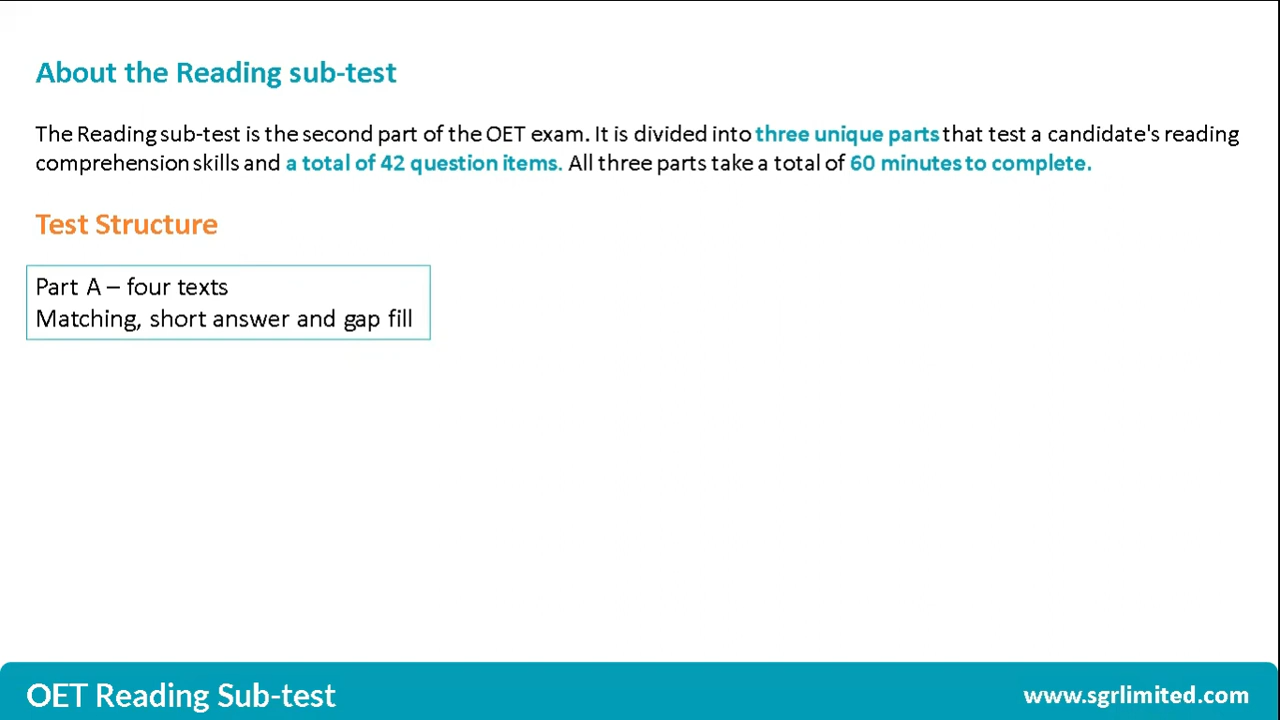 About the Reading sub-test
The Reading sub-test is the second part of the OET exam. It is divided into three unique parts that test a candidate's reading
comprehension skills and a total of 42 question items. All three parts take a total of 60 minutes to complete.
Test Structure
Part A – four texts
Matching, short answer and gap fill
OET Reading Sub-test
www.sgrlimited.com